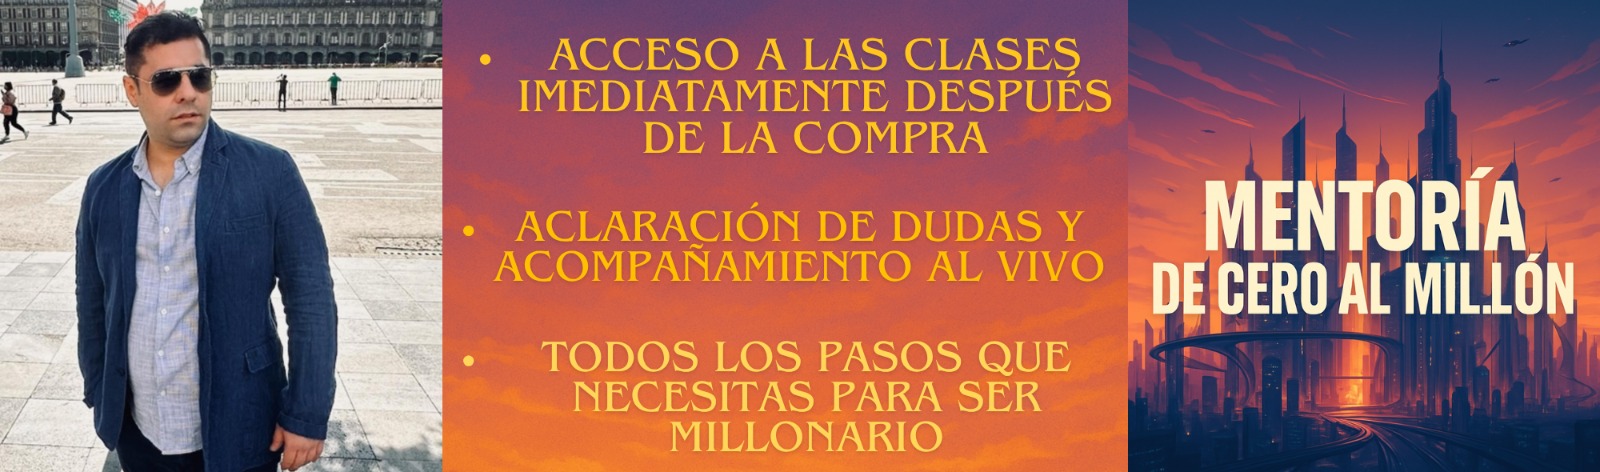 • ACCESO A LAS CLASES
IMEDIATAMENTE DESPUÉS
DE LA COMPRA
• ACLARACIÓN DE DUDAS Y
ACOMPAÑAMIENTO AL VIVO
• TODOS LOS PASOS QUE
NECESITAS PARA SER
MILLONARIO
MENTORÍA
DE CERO AL MILLÓN